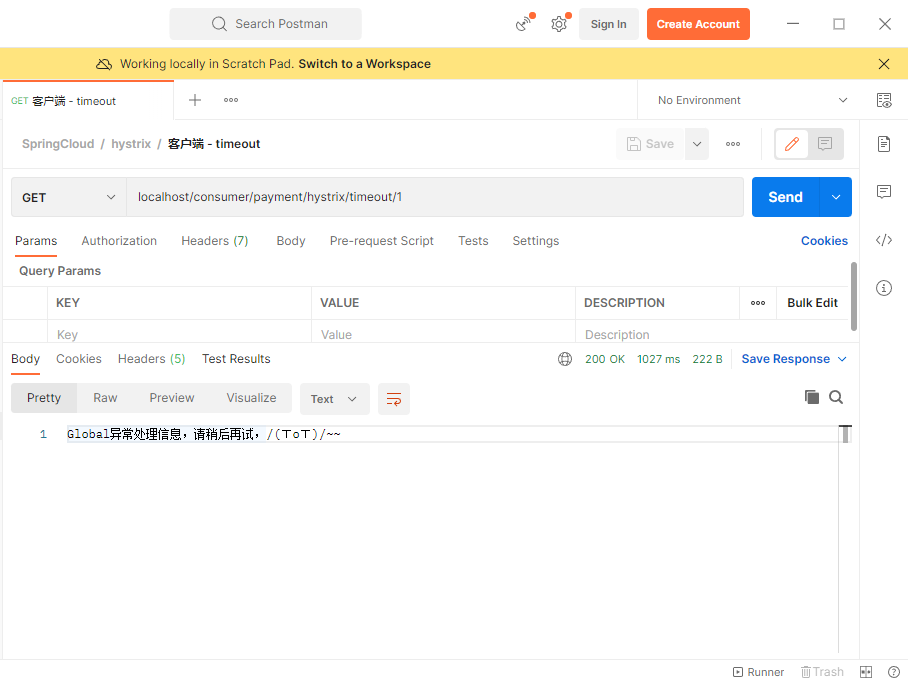 Search Postman
Sign In
Create Account
Working locally in Scratch Pad. Switch to a Workspace
GET 客户端 - timeout
No Environment
SpringCloud / hystrix / 客户端 - timeout
Save
GET
localhost/consumer/payment/hystrix/timeout/1
Send
Params Authorization Headers (7) Body Pre-request Script Tests Settings Cookies
Query Params
KEY VALUE DESCRIPTION Bulk Edit
Key Value Description
Body Cookies Headers (5) Test Results 200 OK 1027 ms 222 B Save Response
Pretty Raw Preview Visualize Text
1 Global异常处理信息，请稍后再试，/(ㄒoㄒ)/~~
Runner Trash